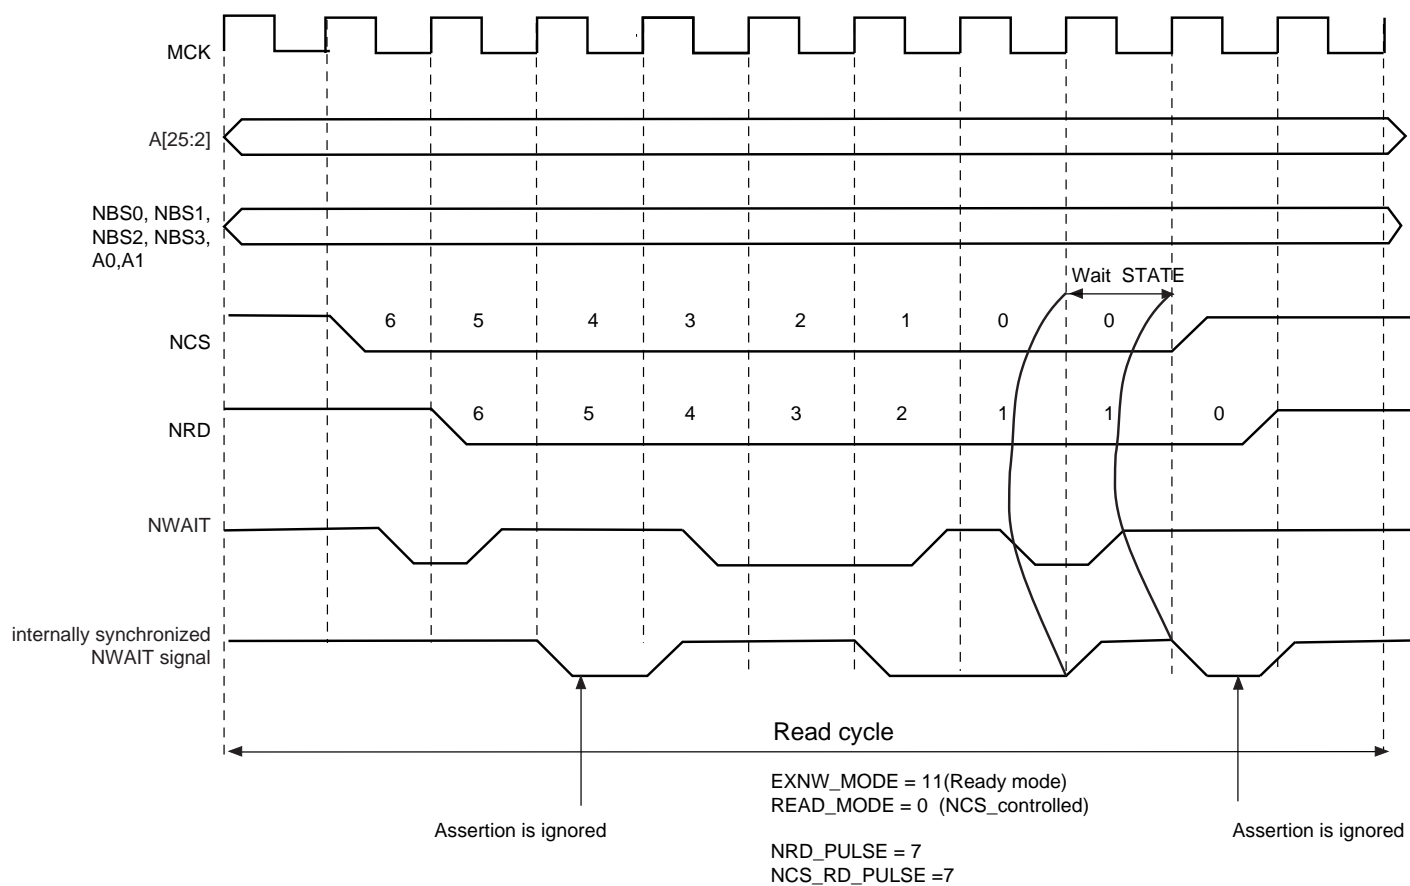 MCK
A[25:2]
NBS0, NBS1,
NBS2, NBS3,
A0,A1
Wait STATE
NCS
6 5 4 3 2 1 0 0
NRD
6 5 4 3 2 1 1 0
NWAIT
internally synchronized
NWAIT signal
Read cycle
EXNW_MODE = 11(Ready mode)
READ_MODE = 0 (NCS_controlled)
Assertion is ignored
Assertion is ignored
NRD_PULSE = 7
NCS_RD_PULSE =7